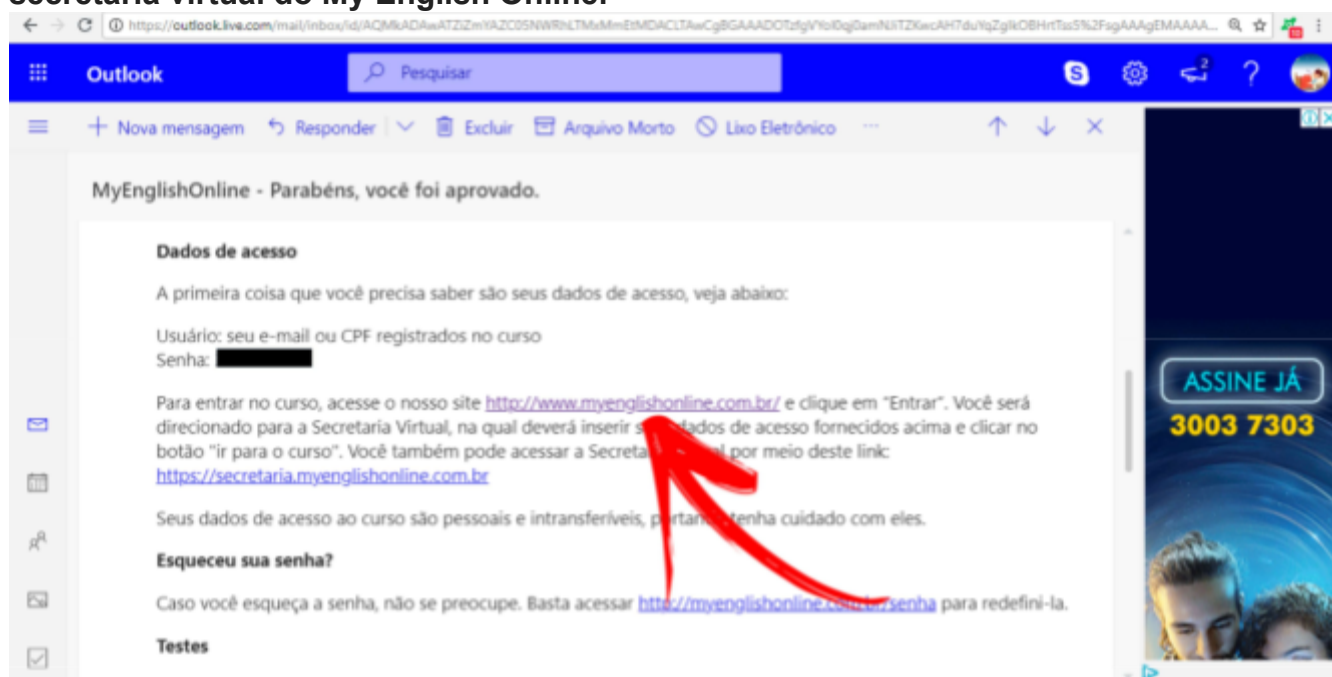 secretaria virtual do My English Online:
https://outlook.live.com/mail/inbox/id/
Outlook
Pesquisar
2
Nova mensagem Responder Excluir Arquivo Morto Lixo Eletrônico ...
MyEnglishOnline - Parabéns, você foi aprovado.
Dados de acesso
A primeira coisa que você precisa saber são seus dados de acesso, veja abaixo:
Usuário: seu e-mail ou CPF registrados no curso
Senha:
Para entrar no curso, acesse o nosso site http://www.myenglishonline.com.br/ e clique em "Entrar". Você será
direcionado para a Secretaria Virtual, na qual deverá inserir dados de acesso fornecidos acima e clicar no
botão "ir para o curso". Você também pode acessar a por meio deste link:
https://secretaria.myenglishonline.com.br
Seus dados de acesso ao curso são pessoais e intransferíveis, tenha cuidado com eles.
Esqueceu sua senha?
Caso você esqueça a senha, não se preocupe. Basta acessar http://myenglishonline.com.br/senha para redefini-la.
Testes
ASSINE JÁ
3003 7303